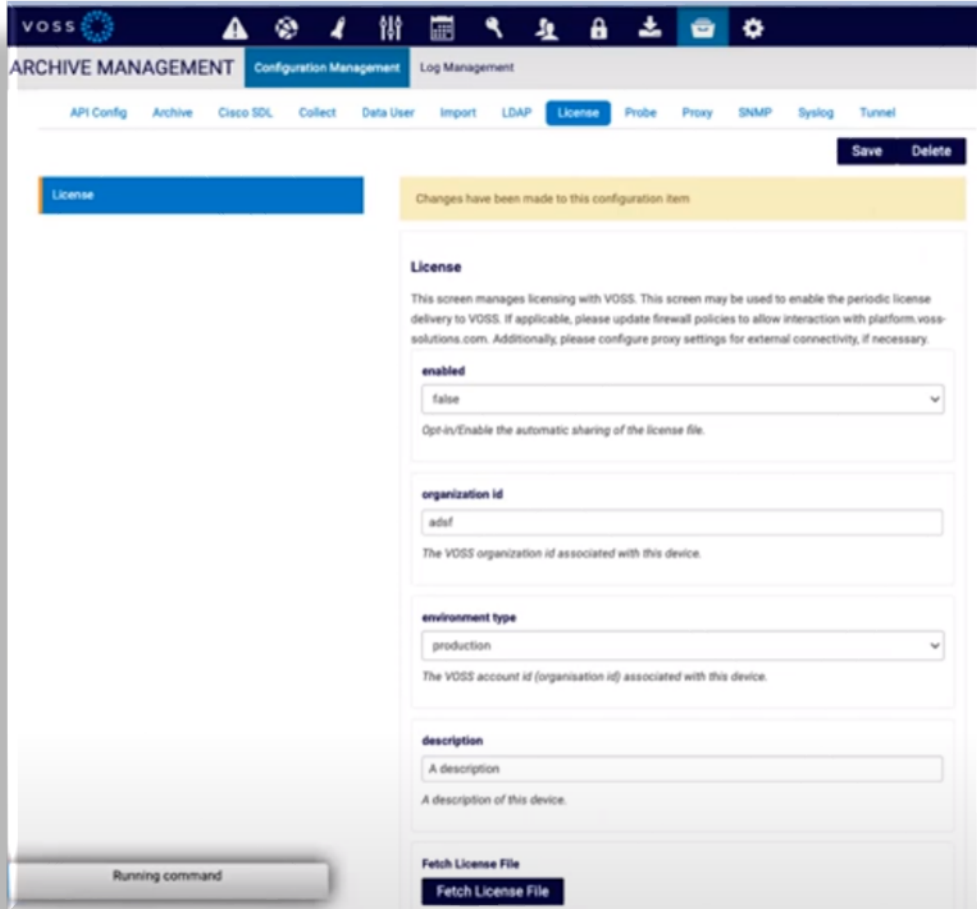 VOSS
ARCHIVE MANAGEMENT Configuration Management Log Management
API Config Archive Cisco SDL Collect Data User Import LDAP License Probe Proxy SNMP Syslog Tunnel
Save Delete
License
Changes have been made to this configuration item
License
This screen manages licensing with VOSS. This screen may be used to enable the periodic license
delivery to VOSS. If applicable, please update firewall policies to allow interaction with platform.voss-
solutions.com. Additionally, please configure proxy settings for external connectivity, if necessary.
enabled
false
Opt-in/Enable the automatic sharing of the license file.
organization id
adsf
The VOSS organization id associated with this device.
environment type
production
The VOSS account id (organisation id) associated with this device.
description
A description
A description of this device.
Fetch License File
Fetch License File
Running command